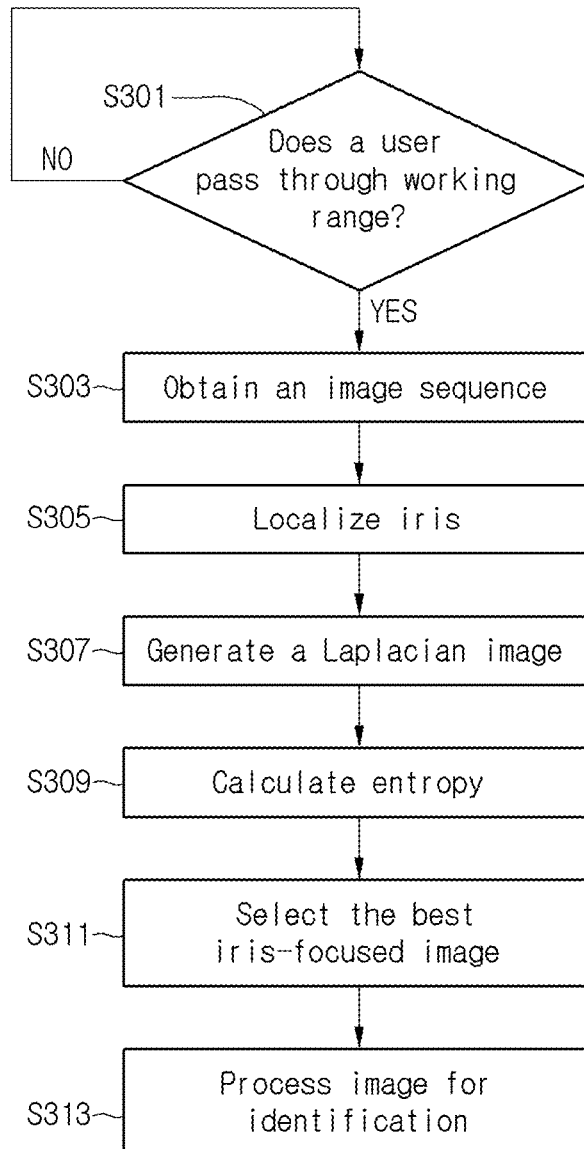 S301
Does a user
pass through working
range?
NO
YES
S303
Obtain an image sequence
S305
Localize iris
S307
Generate a Laplacian image
S309
Calculate entropy
S311
Select the best
iris-focused image
S313
Process image for
identification